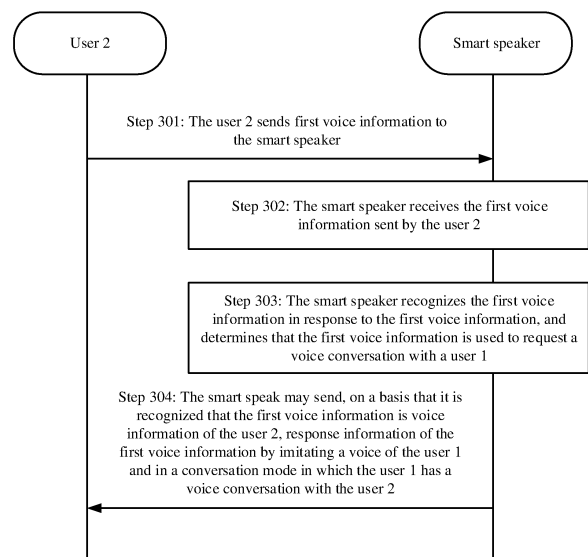 User 2
Smart speaker
Step 301: The user 2 sends first voice information to
the smart speaker
Step 302: The smart speaker receives the first voice
information sent by the user 2
Step 303: The smart speaker recognizes the first voice
information in response to the first voice information, and
determines that the first voice information is used to request a
voice conversation with a user 1
Step 304: The smart speak may send, on a basis that it is
recognized that the first voice information is voice
information of the user 2, response information of the
first voice information by imitating a voice of the user 1
and in a conversation mode in which the user 1 has a
voice conversation with the user 2